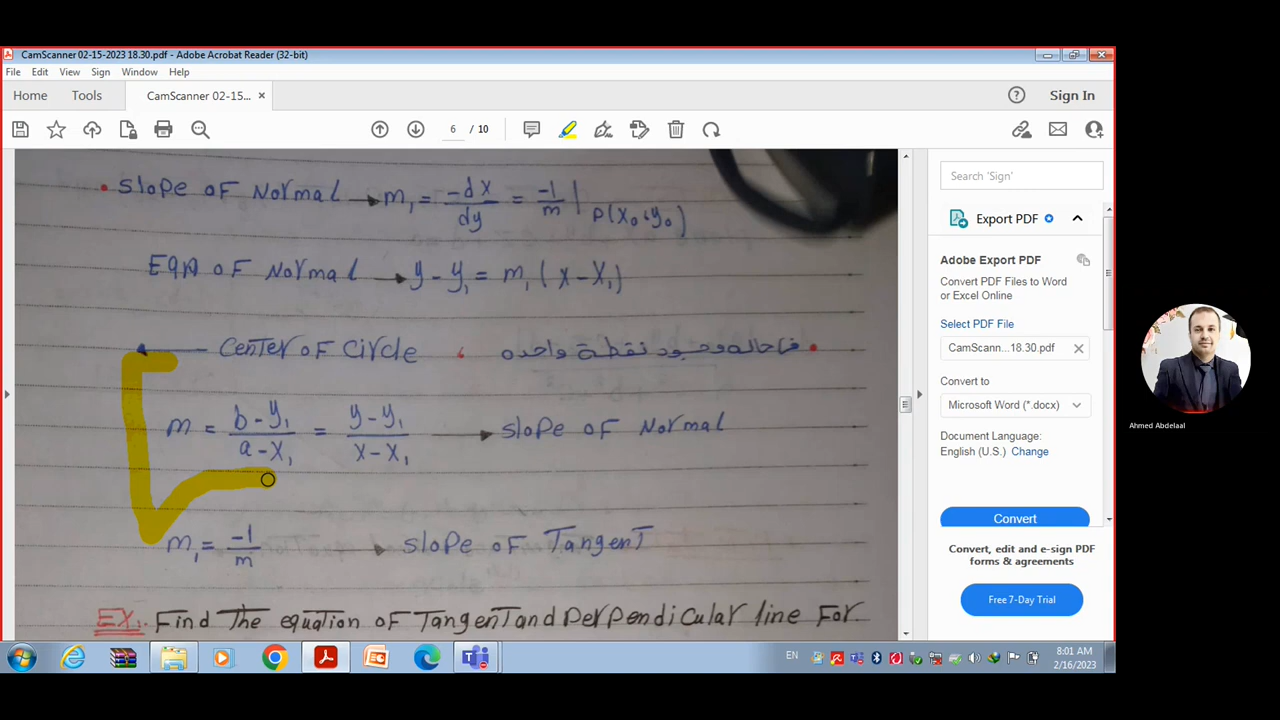 CamScanner 02-15-2023 18.30.pdf - Adobe Acrobat Reader (32-bit)
File Edit View Sign Window Help
Home Tools CamScanner 02-15... × Sign In
6 / 10
• Slope OF Normal → m₁ = -dx/dy = -1/m | P(x₀, y₀)
Eqn OF Normal → y - y₁ = m₁ (x - x₁)
Center OF Circle ، فى حاله وجود نقطة واحده •
m = b - y₁ / a - x₁ = y - y₁ / x - x₁ → slope OF Normal
m₁ = -1/m → slope OF Tangent
EX:. Find The equation OF Tangent and Perpendicular line For
Search 'Sign'
Export PDF
Adobe Export PDF
Convert PDF Files to Word
or Excel Online
Select PDF File
CamScann...18.30.pdf ×
Convert to
Microsoft Word (*.docx)
Document Language:
English (U.S.) Change
Convert
Convert, edit and e-sign PDF
forms & agreements
Free 7-Day Trial
Ahmed Abdelaal
EN
8:01 AM
2/16/2023